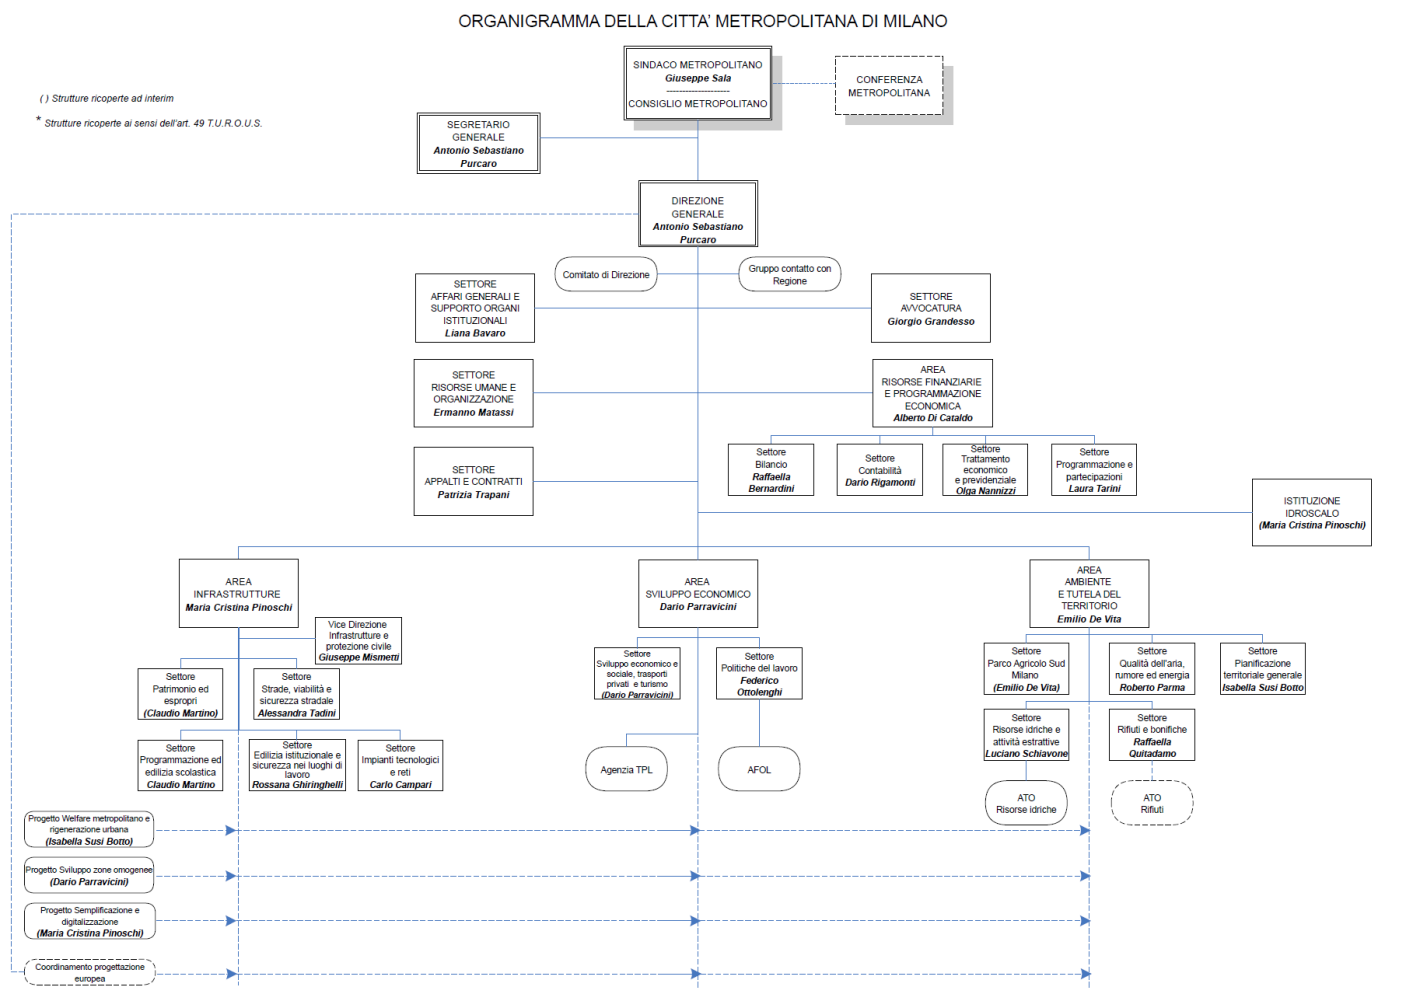 ORGANIGRAMMA DELLA CITTA' METROPOLITANA DI MILANO
SINDACO METROPOLITANO
Giuseppe Sala
--------------------
CONSIGLIO METROPOLITANO
CONFERENZA
METROPOLITANA
( ) Strutture ricoperte ad interim
* Strutture ricoperte ai sensi dell'art. 49 T.U.R.O.U.S.
SEGRETARIO
GENERALE
Antonio Sebastiano
Purcaro
DIREZIONE
GENERALE
Antonio Sebastiano
Purcaro
Comitato di Direzione
Gruppo contatto con
Regione
SETTORE
AFFARI GENERALI E
SUPPORTO ORGANI
ISTITUZIONALI
Liana Bavaro
SETTORE
AVVOCATURA
Giorgio Grandesso
SETTORE
RISORSE UMANE E
ORGANIZZAZIONE
Ermanno Matassi
AREA
RISORSE FINANZIARIE
E PROGRAMMAZIONE
ECONOMICA
Alberto Di Cataldo
SETTORE
APPALTI E CONTRATTI
Patrizia Trapani
Settore
Bilancio
Raffaella
Bernardini
Settore
Contabilità
Dario Rigamonti
Settore
Trattamento
economico
e previdenziale
Olga Nannizzi
Settore
Programmazione e
partecipazioni
Laura Tarini
ISTITUZIONE
IDROSCALO
(Maria Cristina Pinoschi)
AREA
INFRASTRUTTURE
Maria Cristina Pinoschi
AREA
SVILUPPO ECONOMICO
Dario Parravicini
AREA
AMBIENTE
E TUTELA DEL
TERRITORIO
Emilio De Vita
Vice Direzione
Infrastrutture e
protezione civile
Giuseppe Mismetti
Settore
Patrimonio ed
espropri
(Claudio Martino)
Settore
Strade, viabilità e
sicurezza stradale
Alessandra Tadini
Settore
Sviluppo economico e
sociale, trasporti
privati e turismo
(Dario Parravicini)
Settore
Politiche del lavoro
Federico
Ottolenghi
Settore
Parco Agricolo Sud
Milano
(Emilio De Vita)
Settore
Qualità dell'aria,
rumore ed energia
Roberto Parma
Settore
Pianificazione
territoriale generale
Isabella Susi Botto
Settore
Programmazione ed
edilizia scolastica
Claudio Martino
Settore
Edilizia istituzionale e
sicurezza nei luoghi di
lavoro
Rossana Ghiringhelli
Settore
Impianti tecnologici
e reti
Carlo Campari
Settore
Risorse idriche e
attività estrattive
Luciano Schiavone
Settore
Rifiuti e bonifiche
Raffaella
Quitadamo
Agenzia TPL
AFOL
ATO
Risorse idriche
ATO
Rifiuti
Progetto Welfare metropolitano e
rigenerazione urbana
(Isabella Susi Botto)
Progetto Sviluppo zone omogenee
(Dario Parravicini)
Progetto Semplificazione e
digitalizzazione
(Maria Cristina Pinoschi)
Coordinamento progettazione
europea